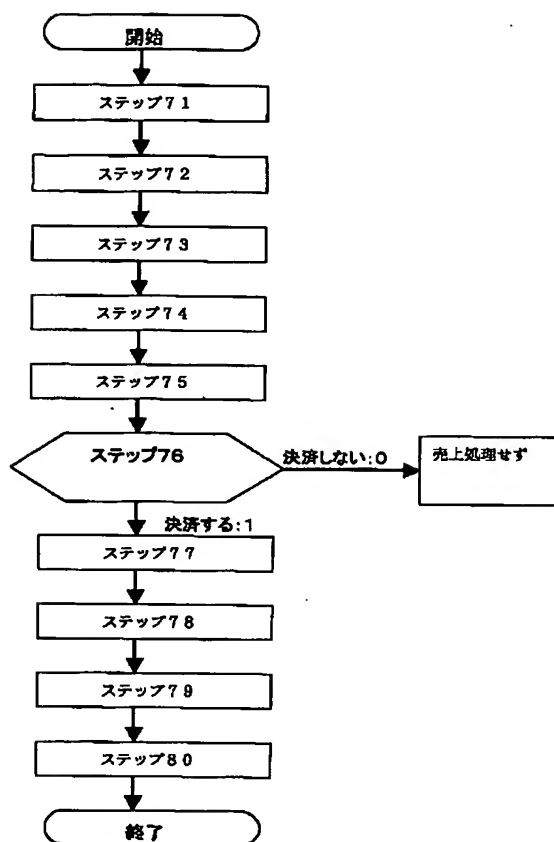 開始
ステップ７１
ステップ７２
ステップ７３
ステップ７４
ステップ７５
ステップ76
決済しない:0
売上処理せず
決済する:1
ステップ７７
ステップ７８
ステップ７９
ステップ８０
終了